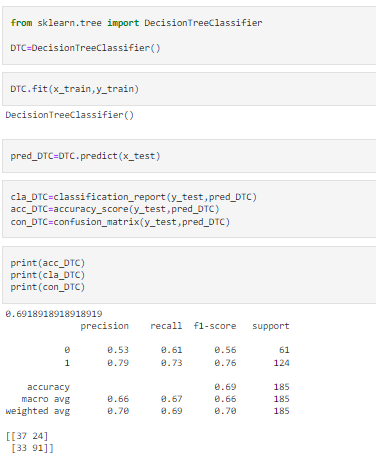 from sklearn.tree import DecisionTreeClassifier
DTC=DecisionTreeClassifier()
DTC.fit(x_train,y_train)
DecisionTreeClassifier()
pred_DTC=DTC.predict(x_test)
cla_DTC=classification_report(y_test,pred_DTC)
acc_DTC=accuracy_score(y_test,pred_DTC)
con_DTC=confusion_matrix(y_test,pred_DTC)
print(acc_DTC)
print(cla_DTC)
print(con_DTC)
0.6918918918918919
precision recall f1-score support
0 0.53 0.61 0.56 61
1 0.79 0.73 0.76 124
accuracy 0.69 185
macro avg 0.66 0.67 0.66 185
weighted avg 0.70 0.69 0.70 185
[[37 24]
[33 91]]